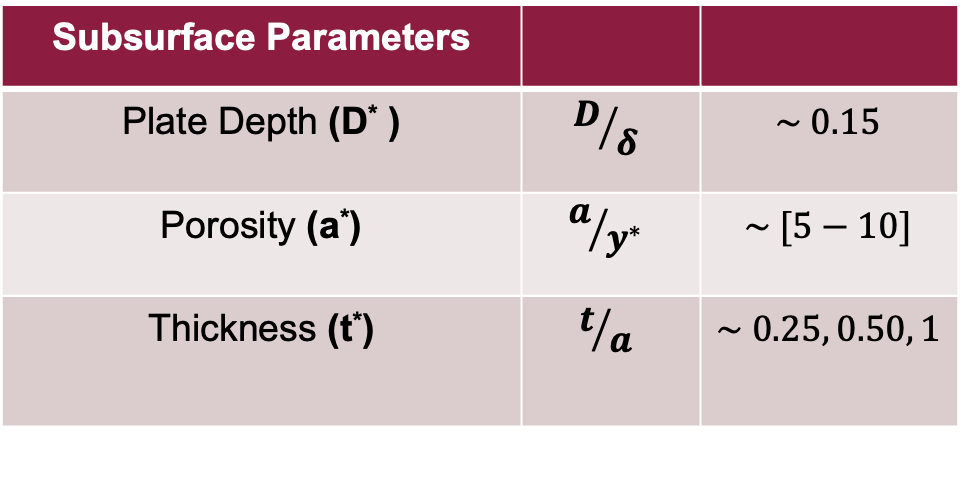 Subsurface Parameters
Plate Depth (D* ) D/δ ~ 0.15
Porosity (a*) a/y* ~ [5 – 10]
Thickness (t*) t/a ~ 0.25, 0.50, 1